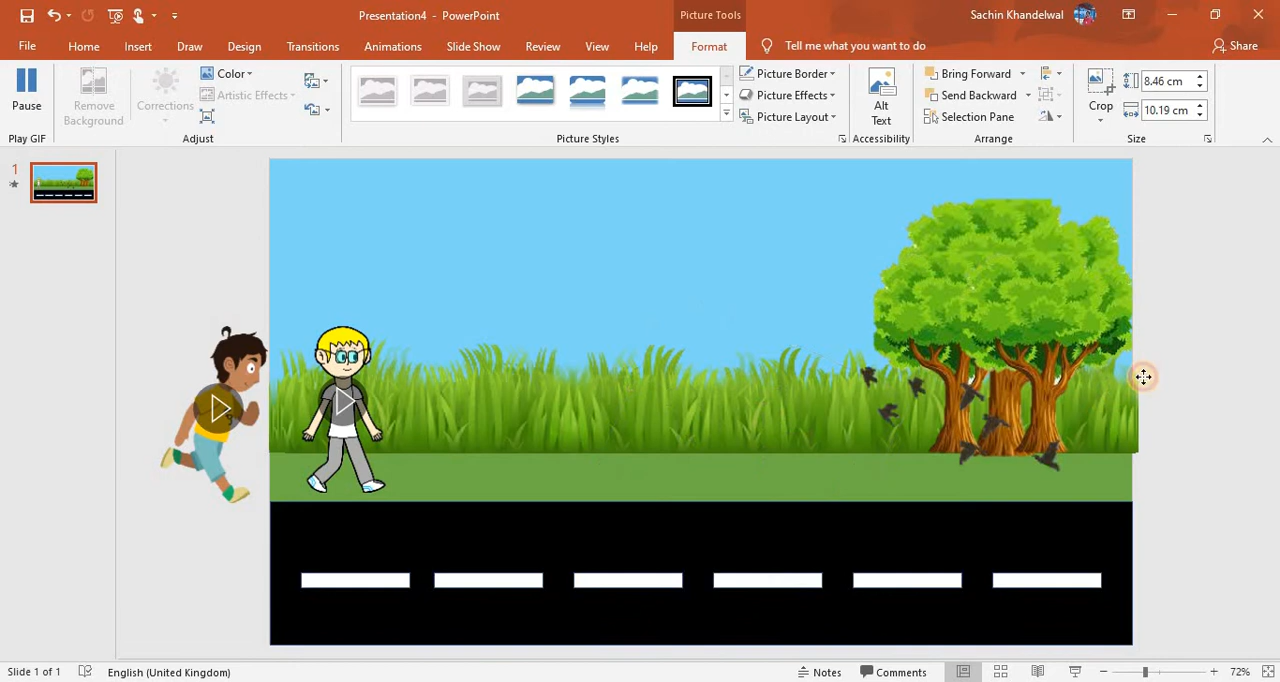 Presentation4 - PowerPoint
Picture Tools
Sachin Khandelwal
File
Home
Insert
Draw
Design
Transitions
Animations
Slide Show
Review
View
Help
Format
Tell me what you want to do
Share
Pause
Play GIF
Remove
Background
Corrections
Color
Artistic Effects
Adjust
Picture Styles
Picture Border
Picture Effects
Picture Layout
Alt
Text
Accessibility
Bring Forward
Send Backward
Selection Pane
Arrange
Crop
8.46 cm
10.19 cm
Size
1
Slide 1 of 1
English (United Kingdom)
Notes
Comments
72%